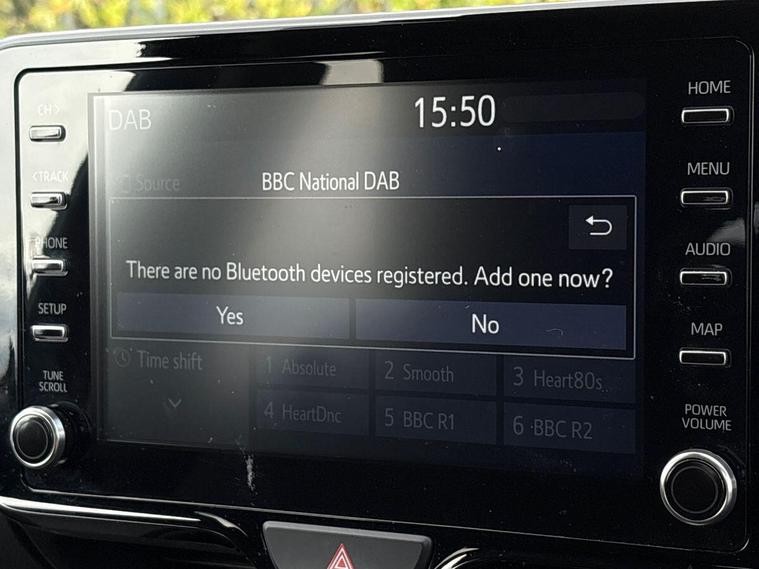 CH>
DAB
15:50
HOME
<TRACK
Source
BBC National DAB
MENU
PHONE
There are no Bluetooth devices registered. Add one now?
AUDIO
SETUP
Yes
No
MAP
Time shift
1 Absolute
2 Smooth
3 Heart80s
TUNE
SCROLL
4 HeartDnc
5 BBC R1
6 BBC R2
POWER
VOLUME